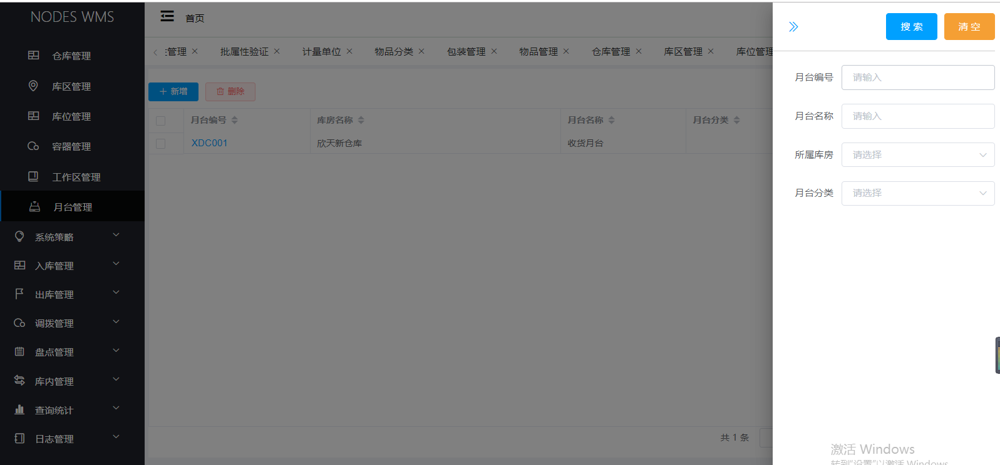 NODES WMS
仓库管理
库区管理
库位管理
容器管理
工作区管理
月台管理
系统策略
入库管理
出库管理
调拨管理
盘点管理
库内管理
查询统计
日志管理
首页
管理 批属性验证 计量单位 物品分类 包装管理 物品管理 仓库管理 库区管理 库位管理
新增 删除
月台编号 库房名称 月台名称 月台分类
XDC001 欣天新仓库 收货月台
共 1 条
搜 索 清 空
月台编号 请输入
月台名称 请输入
所属库房 请选择
月台分类 请选择
激活 Windows
转到"设置"以激活 Windows